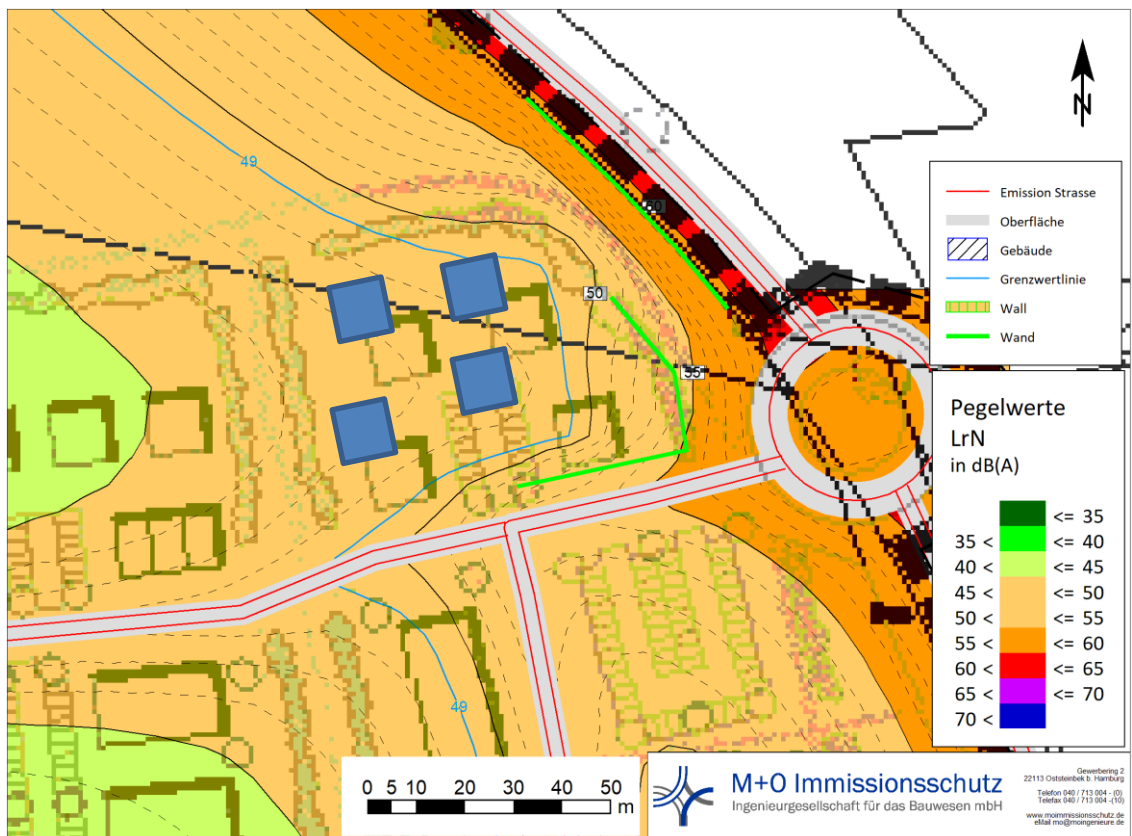 49
60
50
55
49
N
Emission Strasse
Oberfläche
Gebäude
Grenzwertlinie
Wall
Wand
Pegelwerte
LrN
in dB(A)
<= 35
35 < <= 40
40 < <= 45
45 < <= 50
50 < <= 55
55 < <= 60
60 < <= 65
65 < <= 70
70 <
0 5 10 20 30 40 50
m
M+O Immissionsschutz
Ingenieurgesellschaft für das Bauwesen mbH
Gewerbering 2
22113 Oststeinbek b. Hamburg
Telefon 040 / 713 004 - (0)
Telefax 040 / 713 004 -(10)
www.moimmissionsschutz.de
eMail mo@moingenieure.de